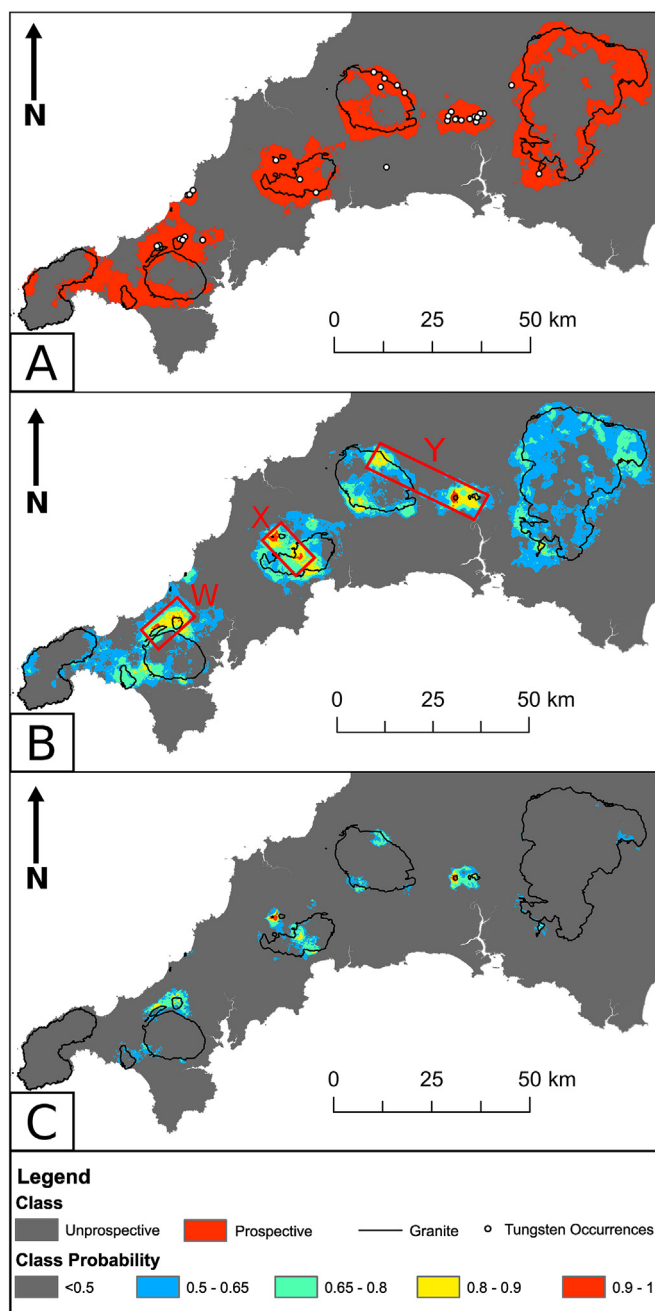 N
0 25 50 km
A
Y
N
X
W
0 25 50 km
B
N
0 25 50 km
C
Legend
Class
Unprospective Prospective Granite Tungsten Occurrences
Class Probability
<0.5 0.5 - 0.65 0.65 - 0.8 0.8 - 0.9 0.9 - 1